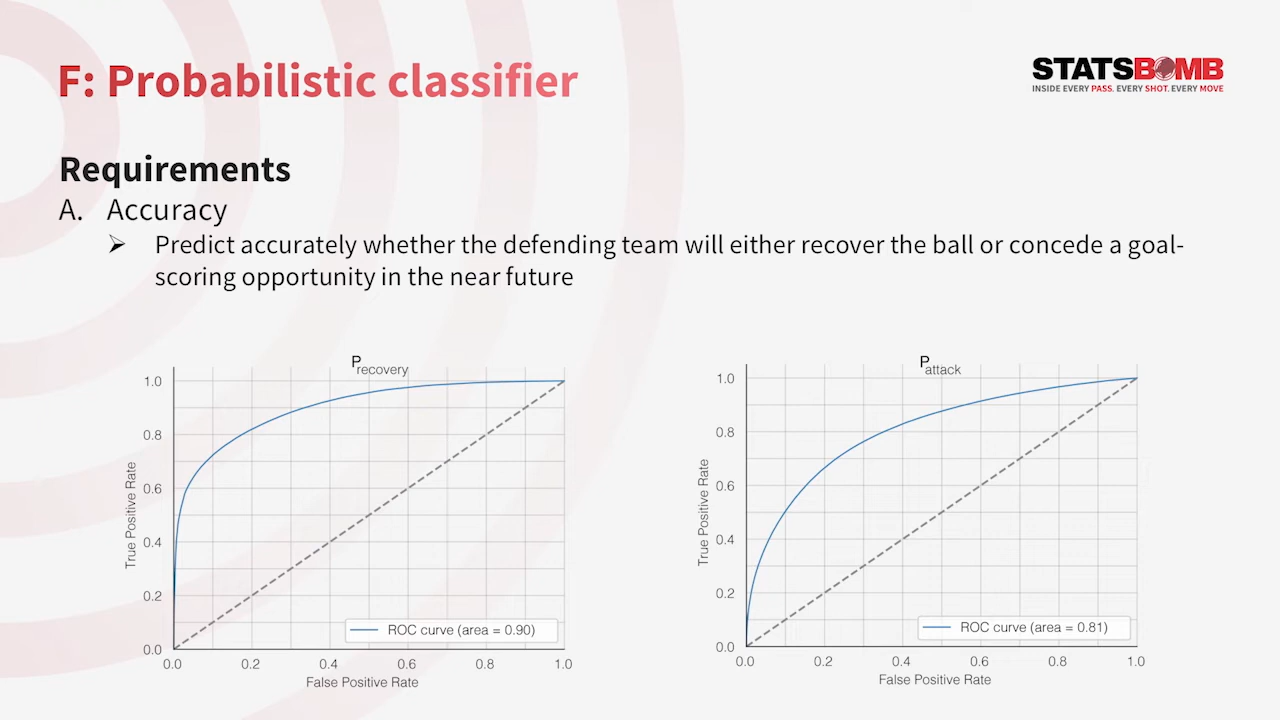 F: Probabilistic classifier
STATSBOMB
INSIDE EVERY PASS. EVERY SHOT. EVERY MOVE
Requirements
A. Accuracy
➢ Predict accurately whether the defending team will either recover the ball or concede a goal-
scoring opportunity in the near future
Precovery
1.0
0.8
0.6
0.4
0.2
0.0
True Positive Rate
ROC curve (area = 0.90)
0.0 0.2 0.4 0.6 0.8 1.0
False Positive Rate
Pattack
1.0
0.8
0.6
0.4
0.2
0.0
True Positive Rate
ROC curve (area = 0.81)
0.0 0.2 0.4 0.6 0.8 1.0
False Positive Rate